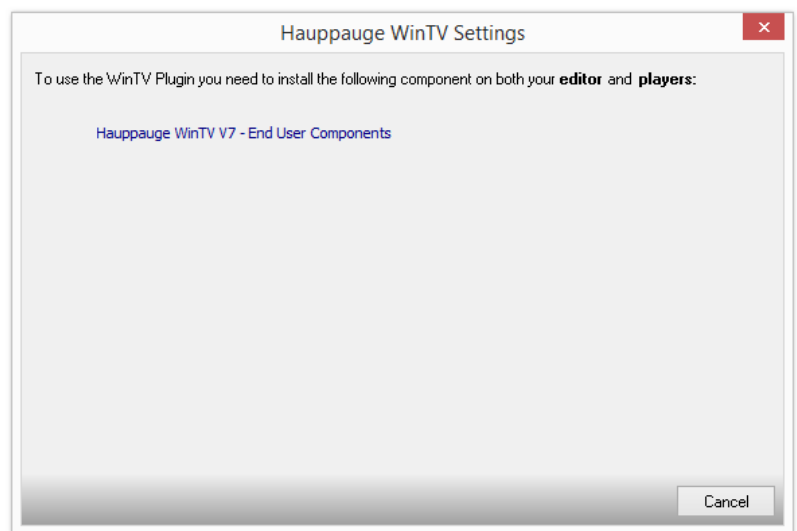 Hauppauge WinTV Settings
To use the WinTV Plugin you need to install the following component on both your editor and players:
Hauppauge WinTV V7 - End User Components
Cancel